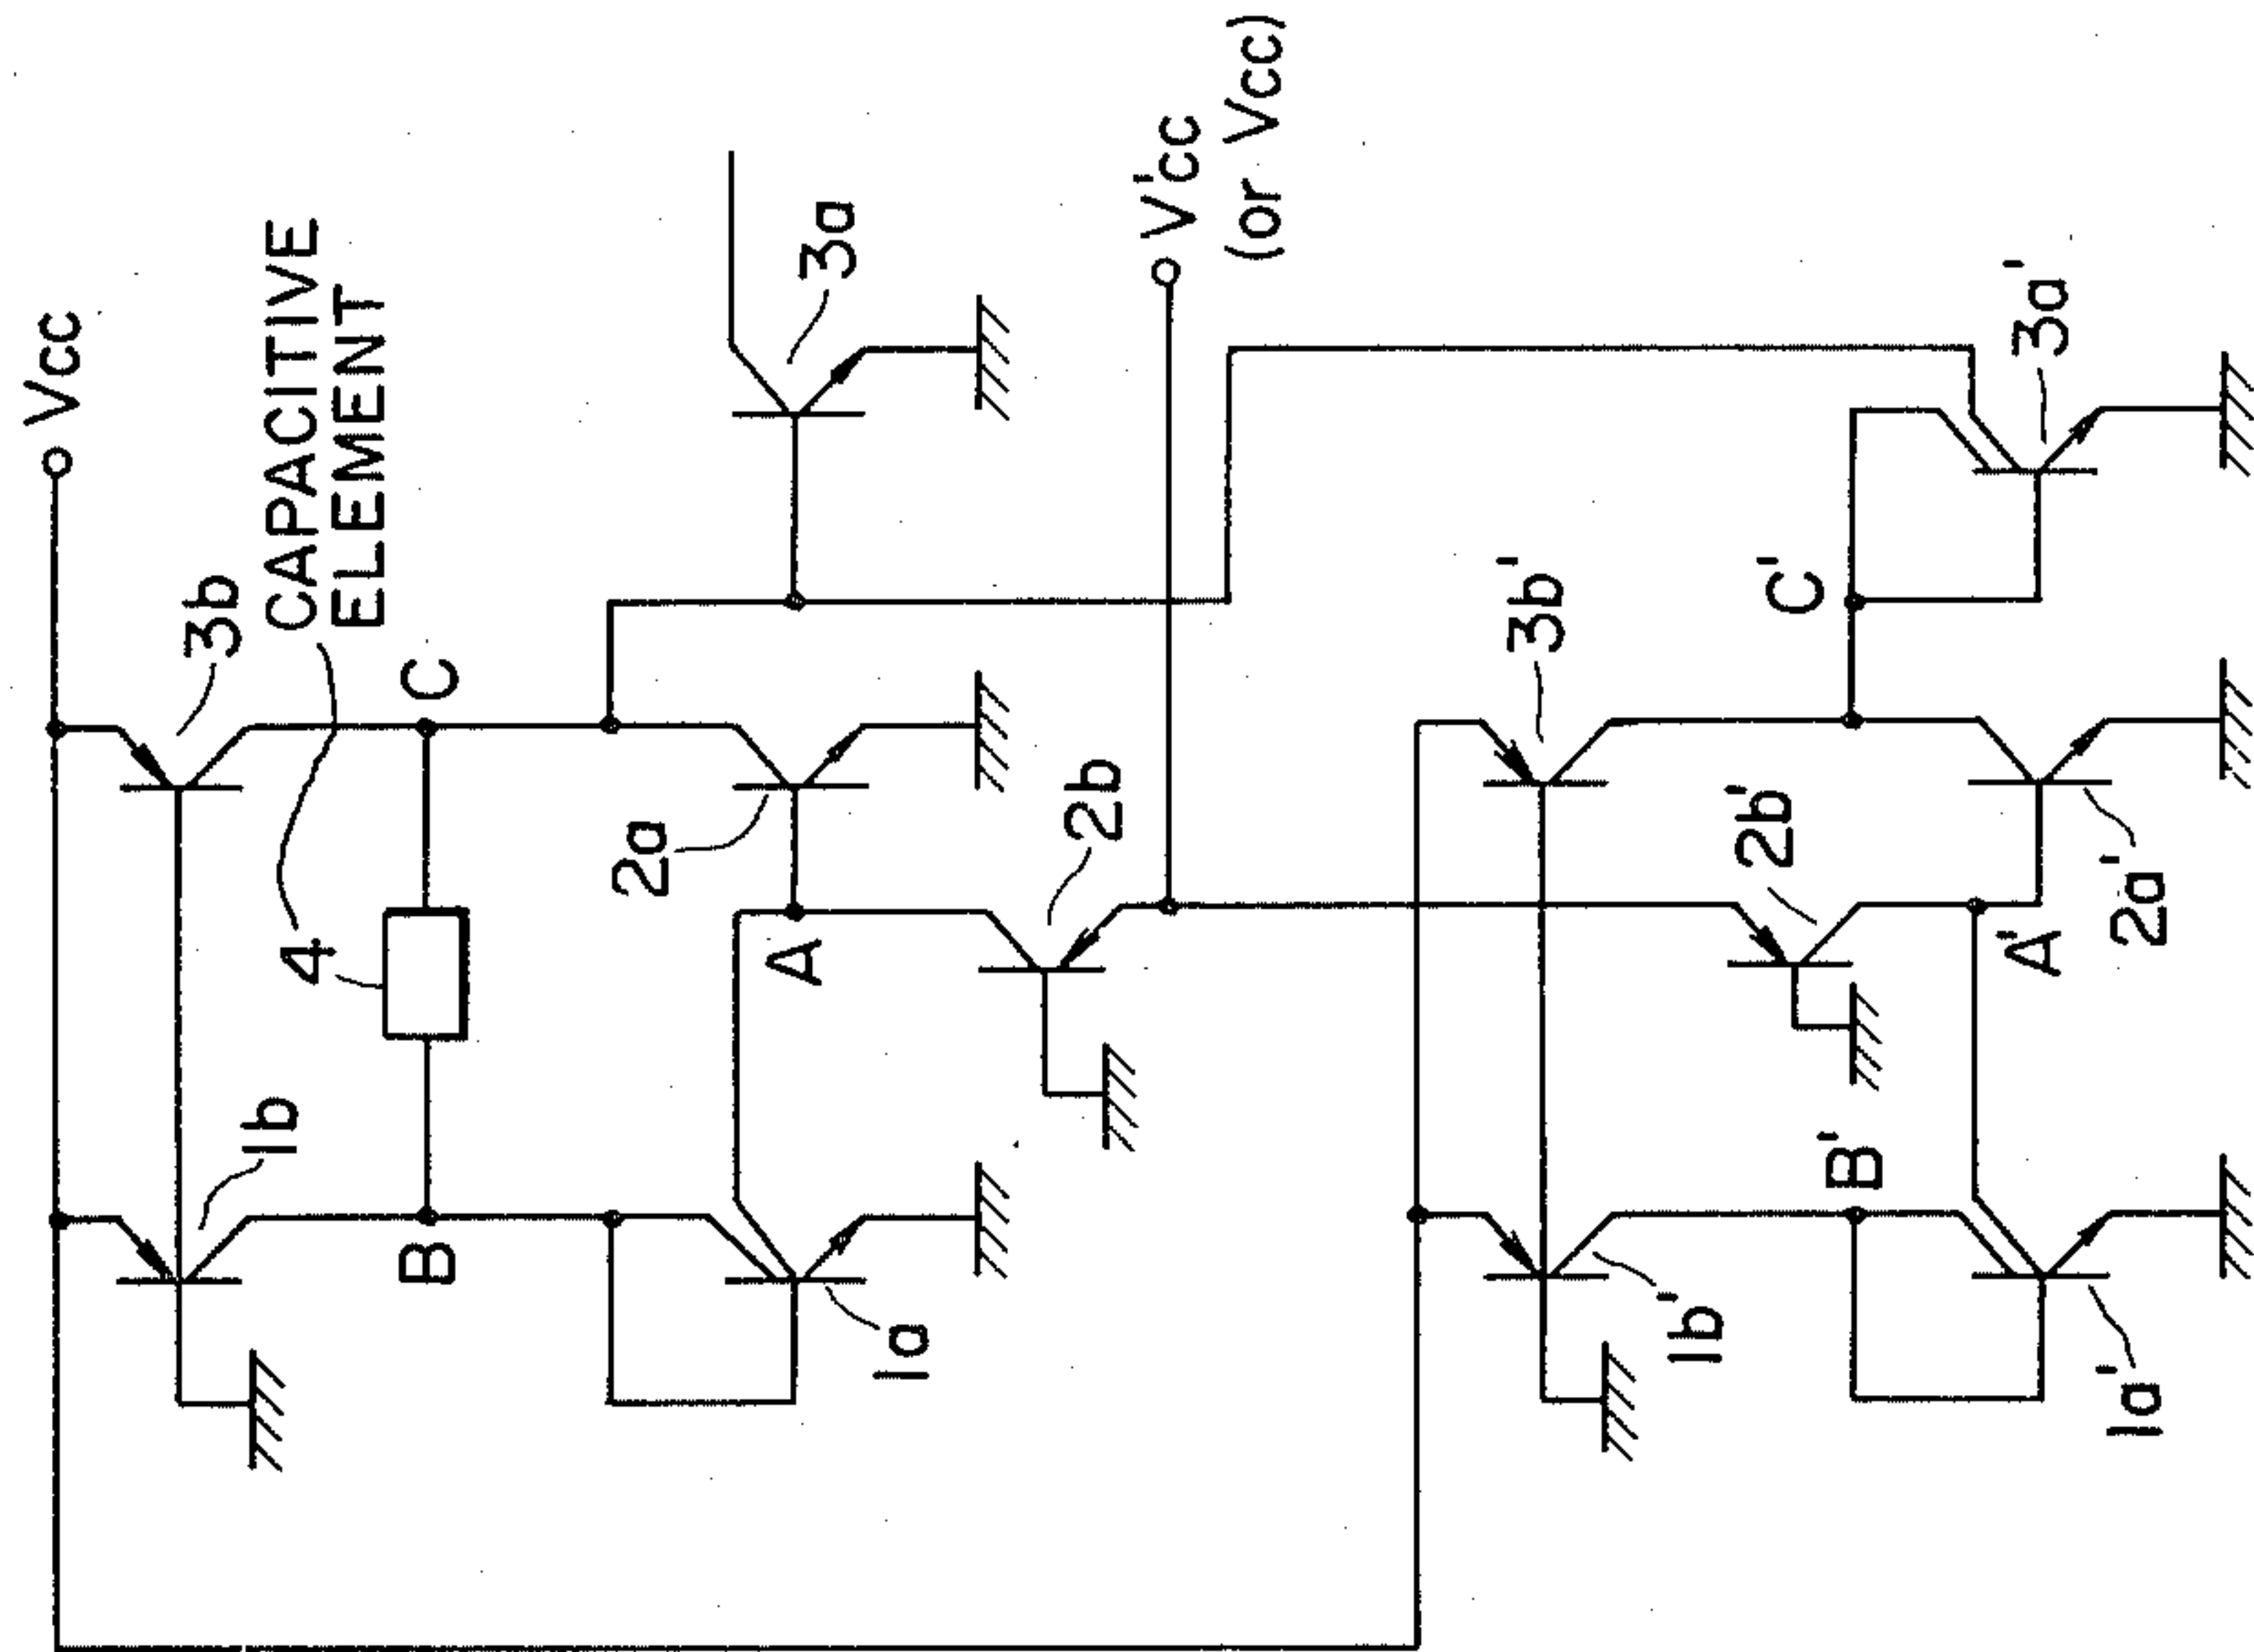 Vcc
3b
CAPACITIVE
ELEMENT
4
1b
C
B
3a
2a
A
1a
2b
V'cc
(or Vcc)
3b'
1b'
2b'
C'
B'
A'
3a'
2a'
1a'